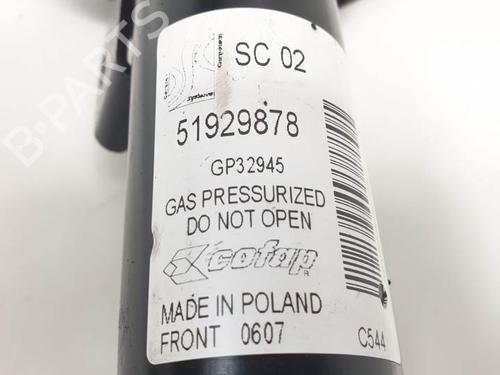 B-PARTS
SC 02
51929878
GP32945
GAS PRESSURIZED
DO NOT OPEN
cofap
MADE IN POLAND
FRONT 0607 C544